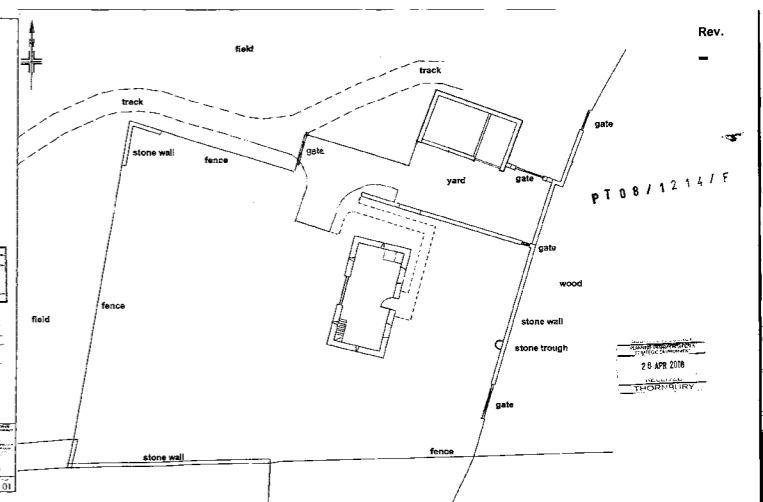 Rev.
-
field
track
track
gate
stone wall
fence
gate
yard
gate
PT08/1214/F
gate
wood
field
fence
stone wall
stone trough
28 APR 2008
THORNBURY
gate
stone wall
fence
01